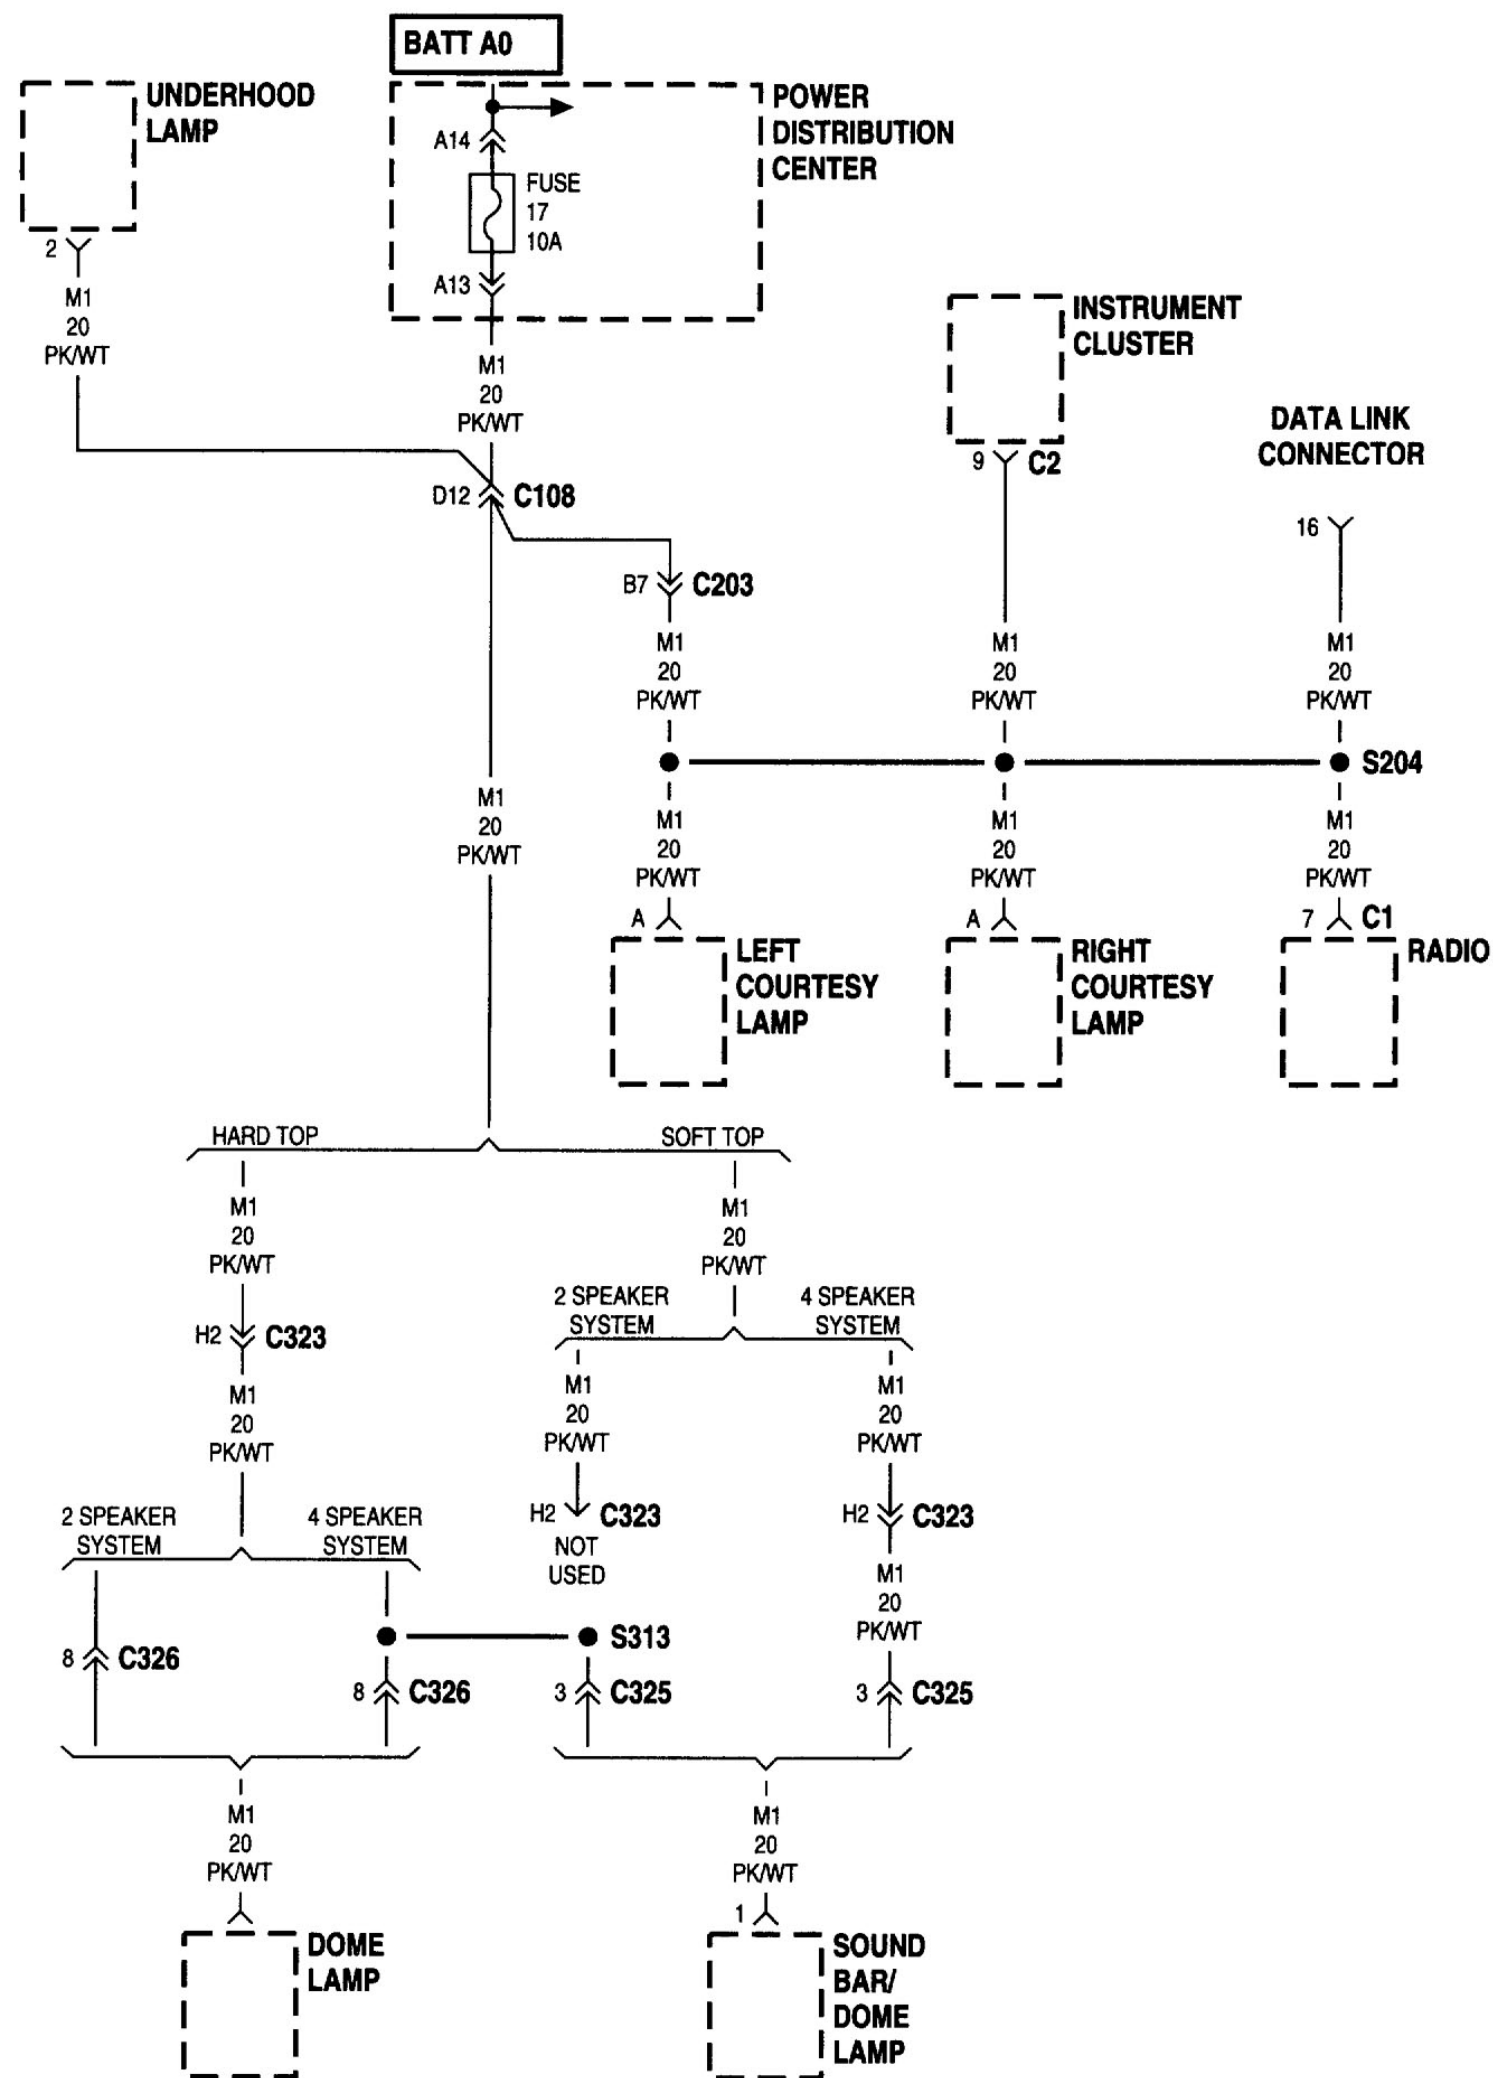 BATT A0
UNDERHOOD
LAMP
POWER
DISTRIBUTION
CENTER
A14
FUSE
17
10A
A13
2
M1
20
PK/WT
M1
20
PK/WT
INSTRUMENT
CLUSTER
DATA LINK
CONNECTOR
9 C2
D12 C108
16
B7 C203
M1
20
PK/WT
M1
20
PK/WT
M1
20
PK/WT
S204
M1
20
PK/WT
M1
20
PK/WT
M1
20
PK/WT
M1
20
PK/WT
A
A
7 C1
LEFT
COURTESY
LAMP
RIGHT
COURTESY
LAMP
RADIO
HARD TOP
SOFT TOP
M1
20
PK/WT
M1
20
PK/WT
H2 C323
2 SPEAKER
SYSTEM
4 SPEAKER
SYSTEM
M1
20
PK/WT
M1
20
PK/WT
M1
20
PK/WT
2 SPEAKER
SYSTEM
4 SPEAKER
SYSTEM
H2 C323
NOT
USED
H2 C323
M1
20
PK/WT
S313
8 C326
8 C326
3 C325
3 C325
M1
20
PK/WT
M1
20
PK/WT
1
DOME
LAMP
SOUND
BAR/
DOME
LAMP